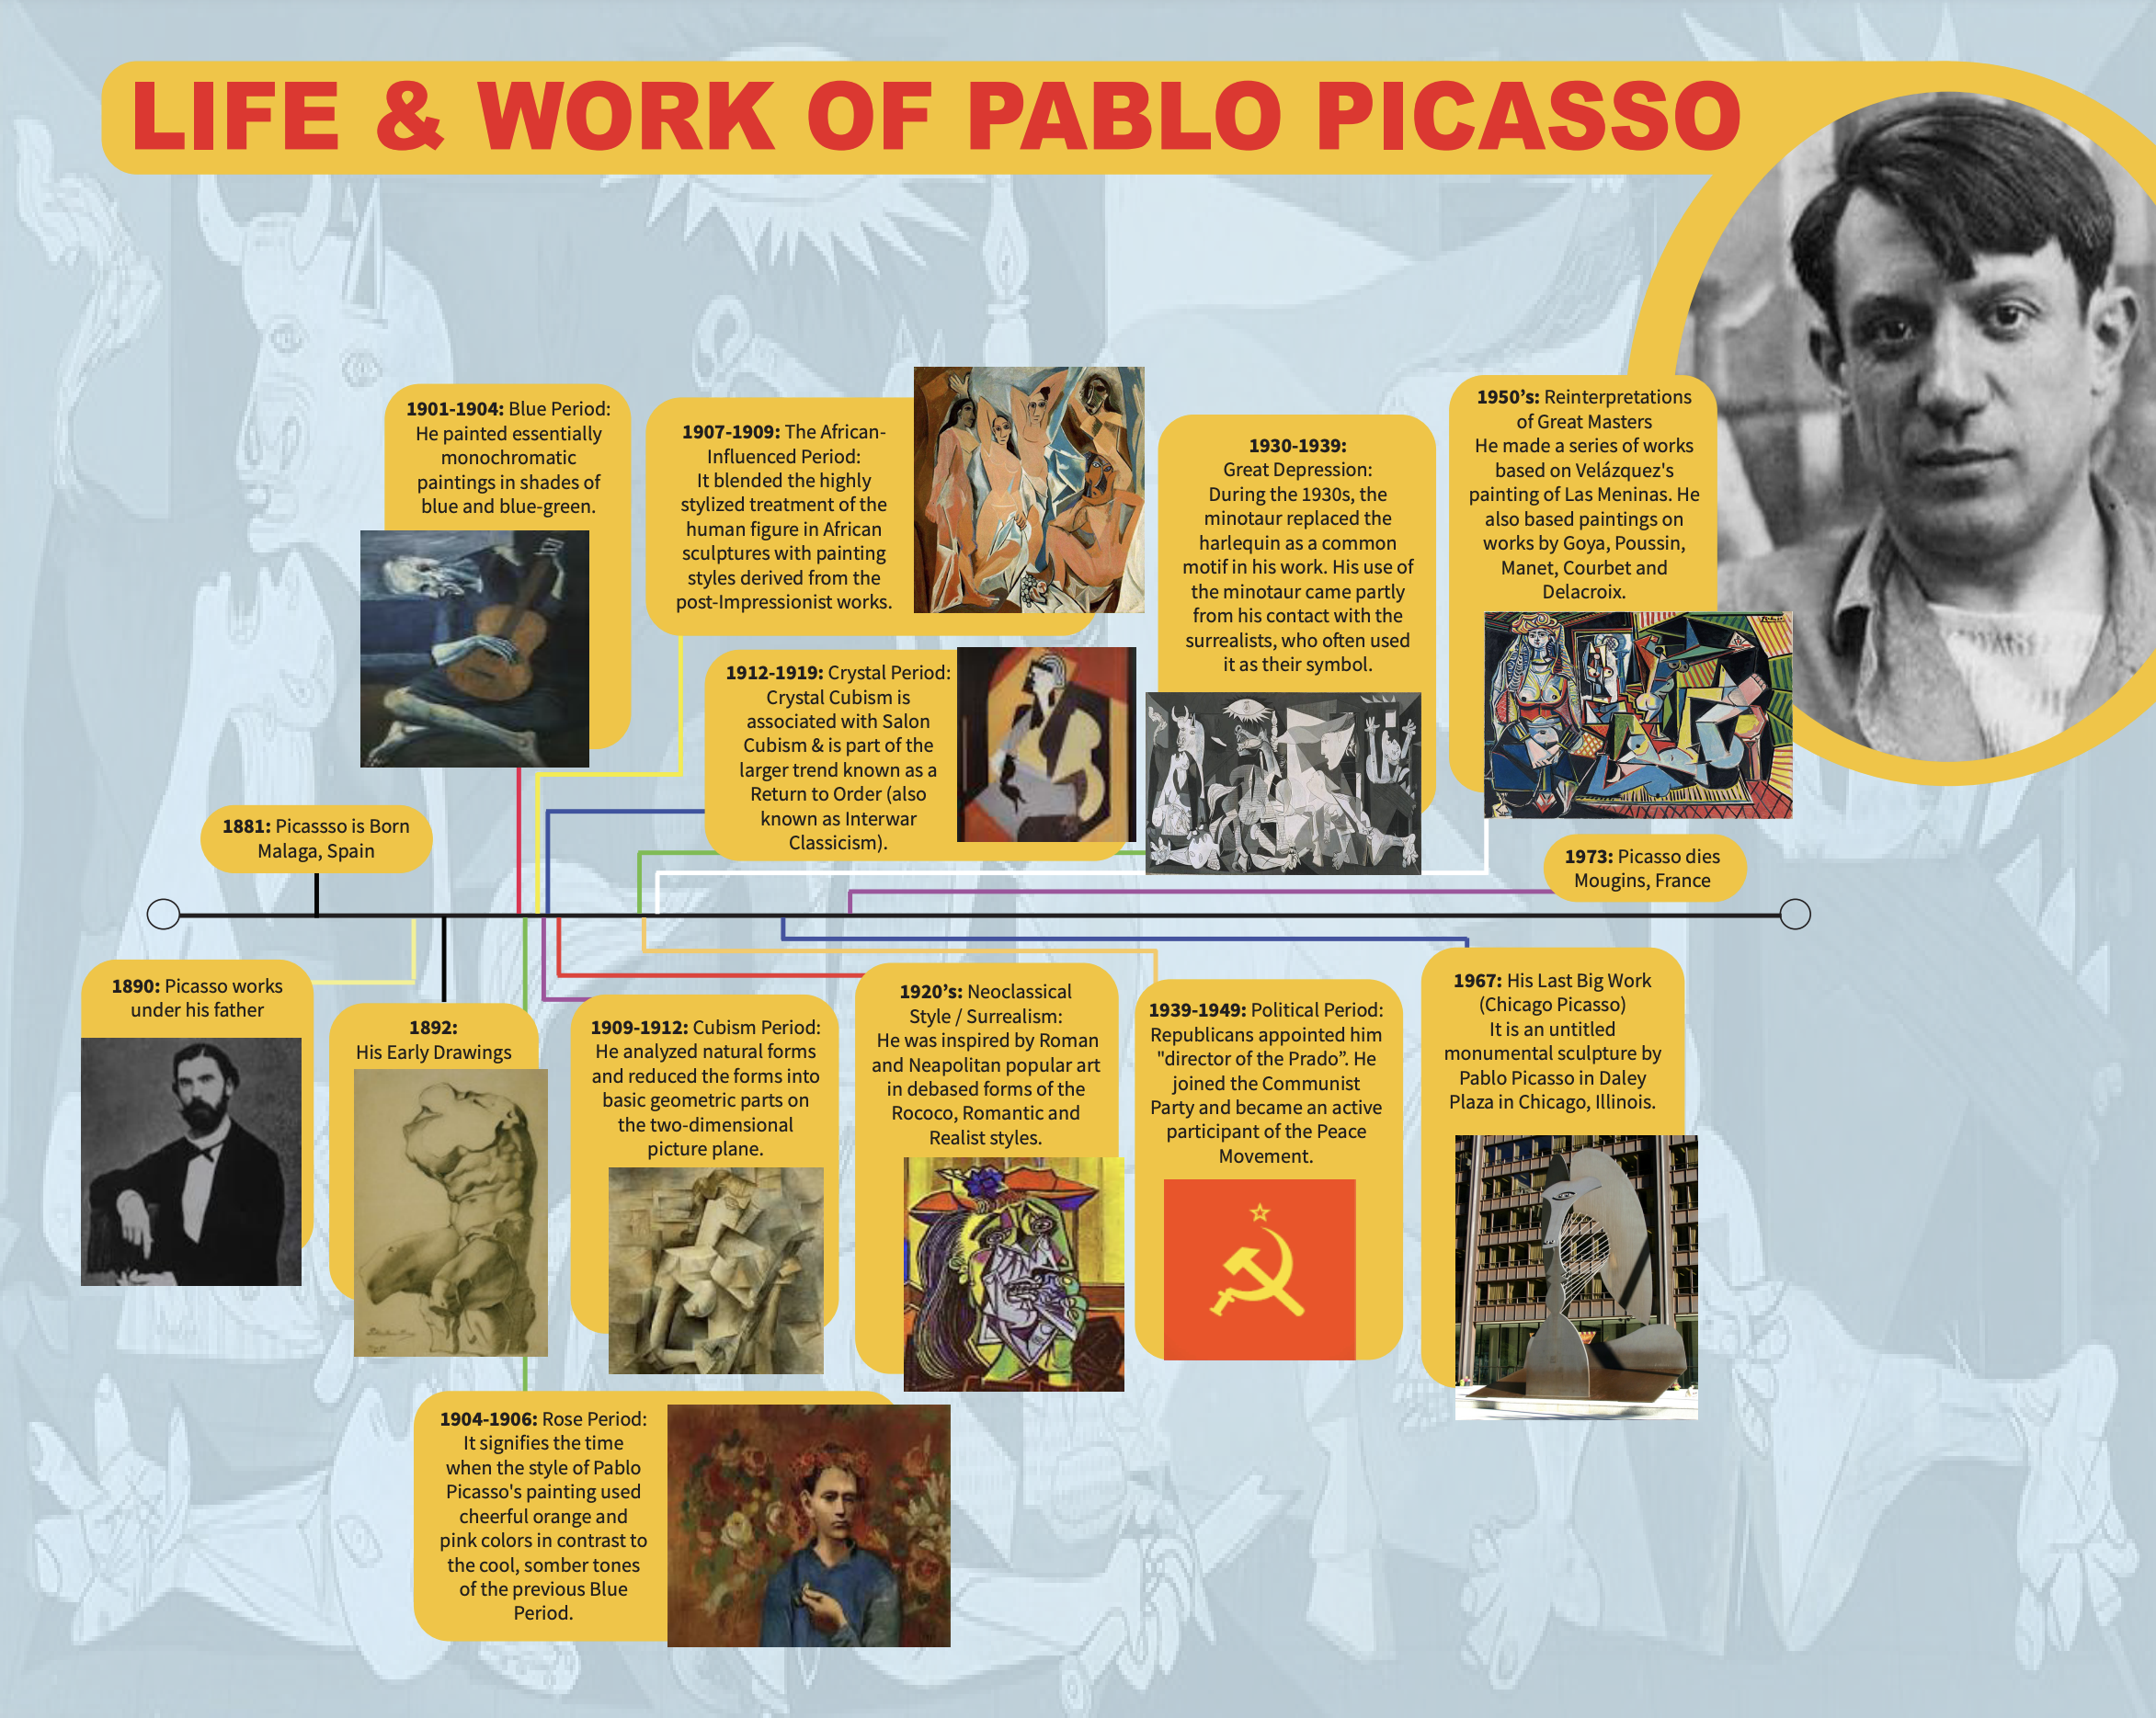 LIFE & WORK OF PABLO PICASSO
1901-1904: Blue Period:
He painted essentially
monochromatic
paintings in shades of
blue and blue-green.
1907-1909: The African-
Influenced Period:
It blended the highly
stylized treatment of the
human figure in African
sculptures with painting
styles derived from the
post-Impressionist works.
1912-1919: Crystal Period:
Crystal Cubism is
associated with Salon
Cubism & is part of the
larger trend known as a
Return to Order (also
known as Interwar
Classicism).
1930-1939:
Great Depression:
During the 1930s, the
minotaur replaced the
harlequin as a common
motif in his work. His use of
the minotaur came partly
from his contact with the
surrealists, who often used
it as their symbol.
1950’s: Reinterpretations
of Great Masters
He made a series of works
based on Velázquez's
painting of Las Meninas. He
also based paintings on
works by Goya, Poussin,
Manet, Courbet and
Delacroix.
1881: Picassso is Born
Malaga, Spain
1973: Picasso dies
Mougins, France
1890: Picasso works
under his father
1892:
His Early Drawings
1909-1912: Cubism Period:
He analyzed natural forms
and reduced the forms into
basic geometric parts on
the two-dimensional
picture plane.
1920’s: Neoclassical
Style / Surrealism:
He was inspired by Roman
and Neapolitan popular art
in debased forms of the
Rococo, Romantic and
Realist styles.
1939-1949: Political Period:
Republicans appointed him
"director of the Prado”. He
joined the Communist
Party and became an active
participant of the Peace
Movement.
1967: His Last Big Work
(Chicago Picasso)
It is an untitled
monumental sculpture by
Pablo Picasso in Daley
Plaza in Chicago, Illinois.
1904-1906: Rose Period:
It signifies the time
when the style of Pablo
Picasso's painting used
cheerful orange and
pink colors in contrast to
the cool, somber tones
of the previous Blue
Period.